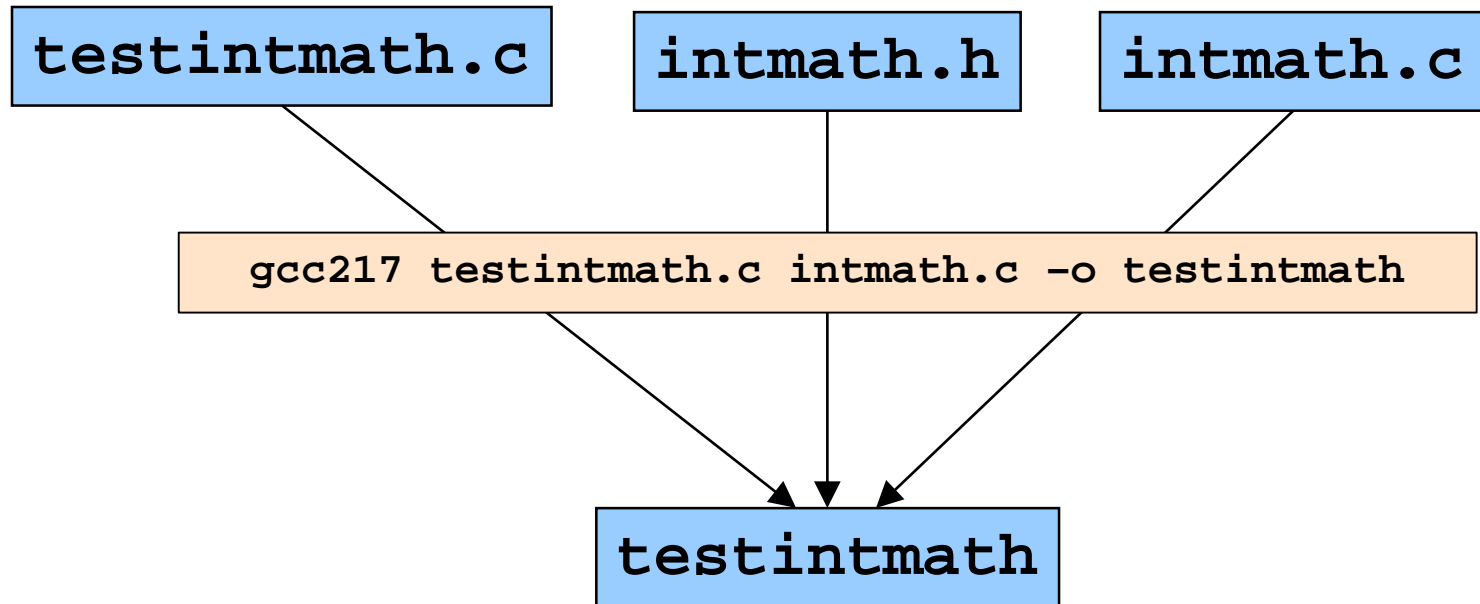 testintmath.c
intmath.h
intmath.c
gcc217 testintmath.c intmath.c –o testintmath
testintmath